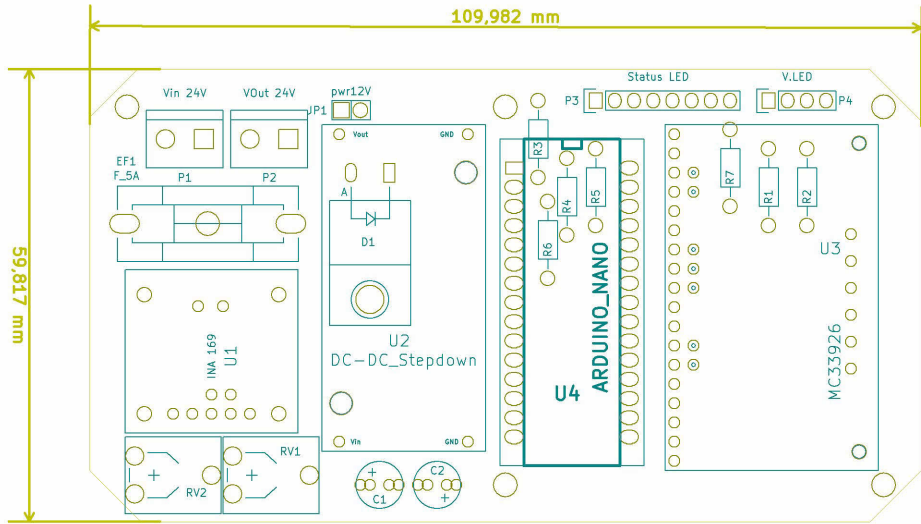 109,982 mm
59,817 mm
Vin 24V
VOut 24V
pwr12V
JP1
Status LED
P3
V.LED
P4
EF1
F_5A
P1
P2
Vout
GND
A
D1
R3
R4
R5
R6
R7
R1
R2
U3
MC33926
U2
DC-DC_Stepdown
ARDUINO_NANO
U4
INA 169
U1
Vin
GND
RV2
RV1
+
C1
C2
+